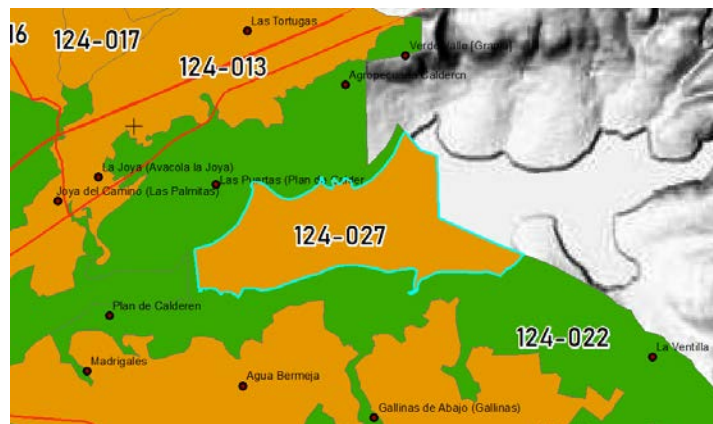 Las Tortugas
16
124-017
Verde Valle [Granja]
124-013
Agropecuaria Calderon
La Joya (Avacola la Joya)
Las Puertas (Plan de Calder
Joya del Camino (Las Palmitas)
124-027
Plan de Calderen
124-022
La Ventilla
Madrigales
Agua Bermeja
Gallinas de Abajo (Gallinas)